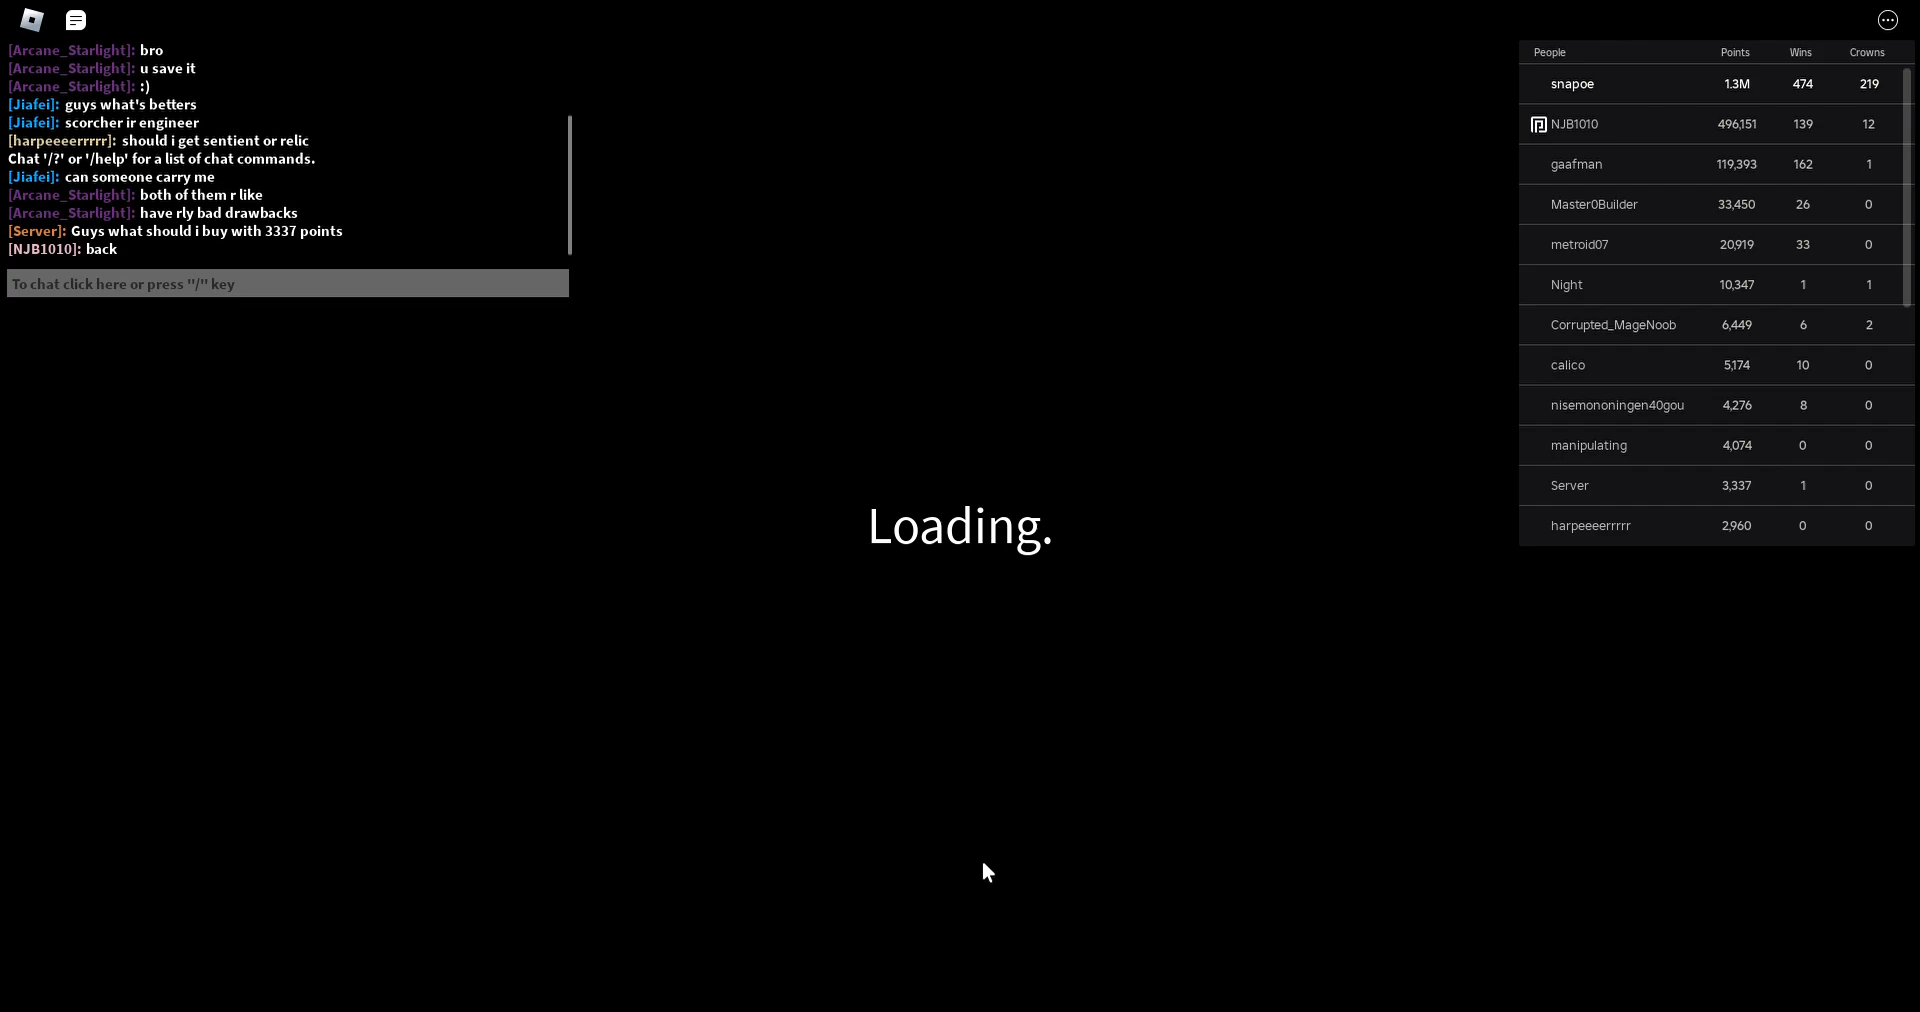 [Arcane_Starlight]: bro
[Arcane_Starlight]: u save it
[Arcane_Starlight]: :)
[Jiafei]: guys what's betters
[Jiafei]: scorcher ir engineer
[harpeeeerrrrr]: should i get sentient or relic
Chat '/?' or '/help' for a list of chat commands.
[Jiafei]: can someone carry me
[Arcane_Starlight]: both of them r like
[Arcane_Starlight]: have rly bad drawbacks
[Server]: Guys what should i buy with 3337 points
[NJB1010]: back
To chat click here or press "/" key
People Points Wins Crowns
snapoe 1.3M 474 219
NJB1010 496,151 139 12
gaafman 119,393 162 1
Master0Builder 33,450 26 0
metroid07 20,919 33 0
Night 10,347 1 1
Corrupted_MageNoob 6,449 6 2
calico 5,174 10 0
nisemononingen40gou 4,276 8 0
manipulating 4,074 0 0
Server 3,337 1 0
harpeeeerrrrr 2,960 0 0
Loading.